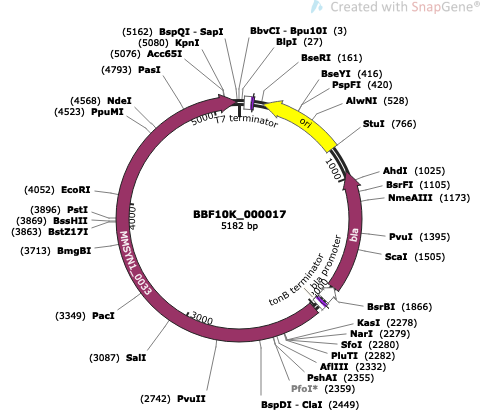 Created with SnapGene®
(5162) BspQI - SapI
(5080) KpnI
(5076) Acc65I
(4793) PasI
(4568) NdeI
(4523) PpuMI
(4052) EcoRI
(3896) PstI
(3869) BssHII
(3863) BstZ17I
(3713) BmgBI
(3349) PacI
(3087) SalI
(2742) PvuII
BbvCI - Bpu10I (3)
BlpI (27)
BseRI (161)
BseYI (416)
PspFI (420)
AlwNI (528)
StuI (766)
AhdI (1025)
BsrFI (1105)
NmeAIII (1173)
PvuI (1395)
ScaI (1505)
BsrBI (1866)
KasI (2278)
NarI (2279)
SfoI (2280)
PluTI (2282)
AflIII (2332)
PshAI (2355)
PfoI* (2359)
BspDI - ClaI (2449)
T7 terminator
ori
bla
bla promoter
tonB terminator
MMSYN1_0033
1000
3000
4000
5000
BBF10K_000017
5182 bp